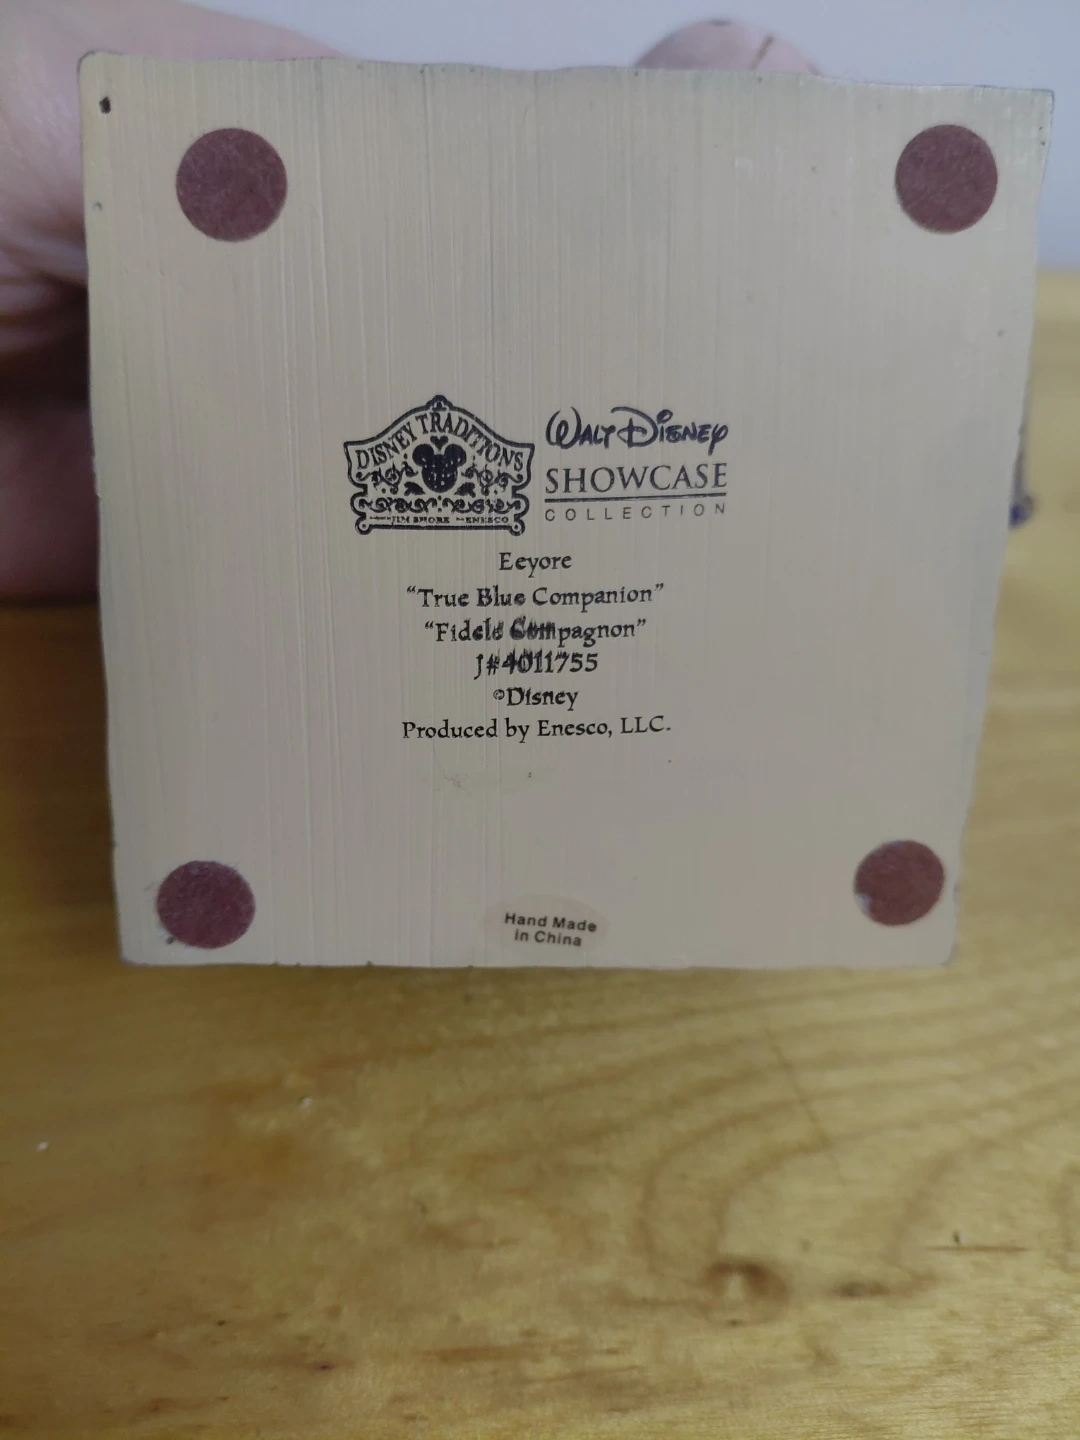 DISNEY TRADITIONS
JIM SHORE ENESCO
WALT DISNEY
SHOWCASE
COLLECTION
Eeyore
“True Blue Companion”
“Fidele Compagnon”
J#4011755
©Disney
Produced by Enesco, LLC.
Hand Made
in China